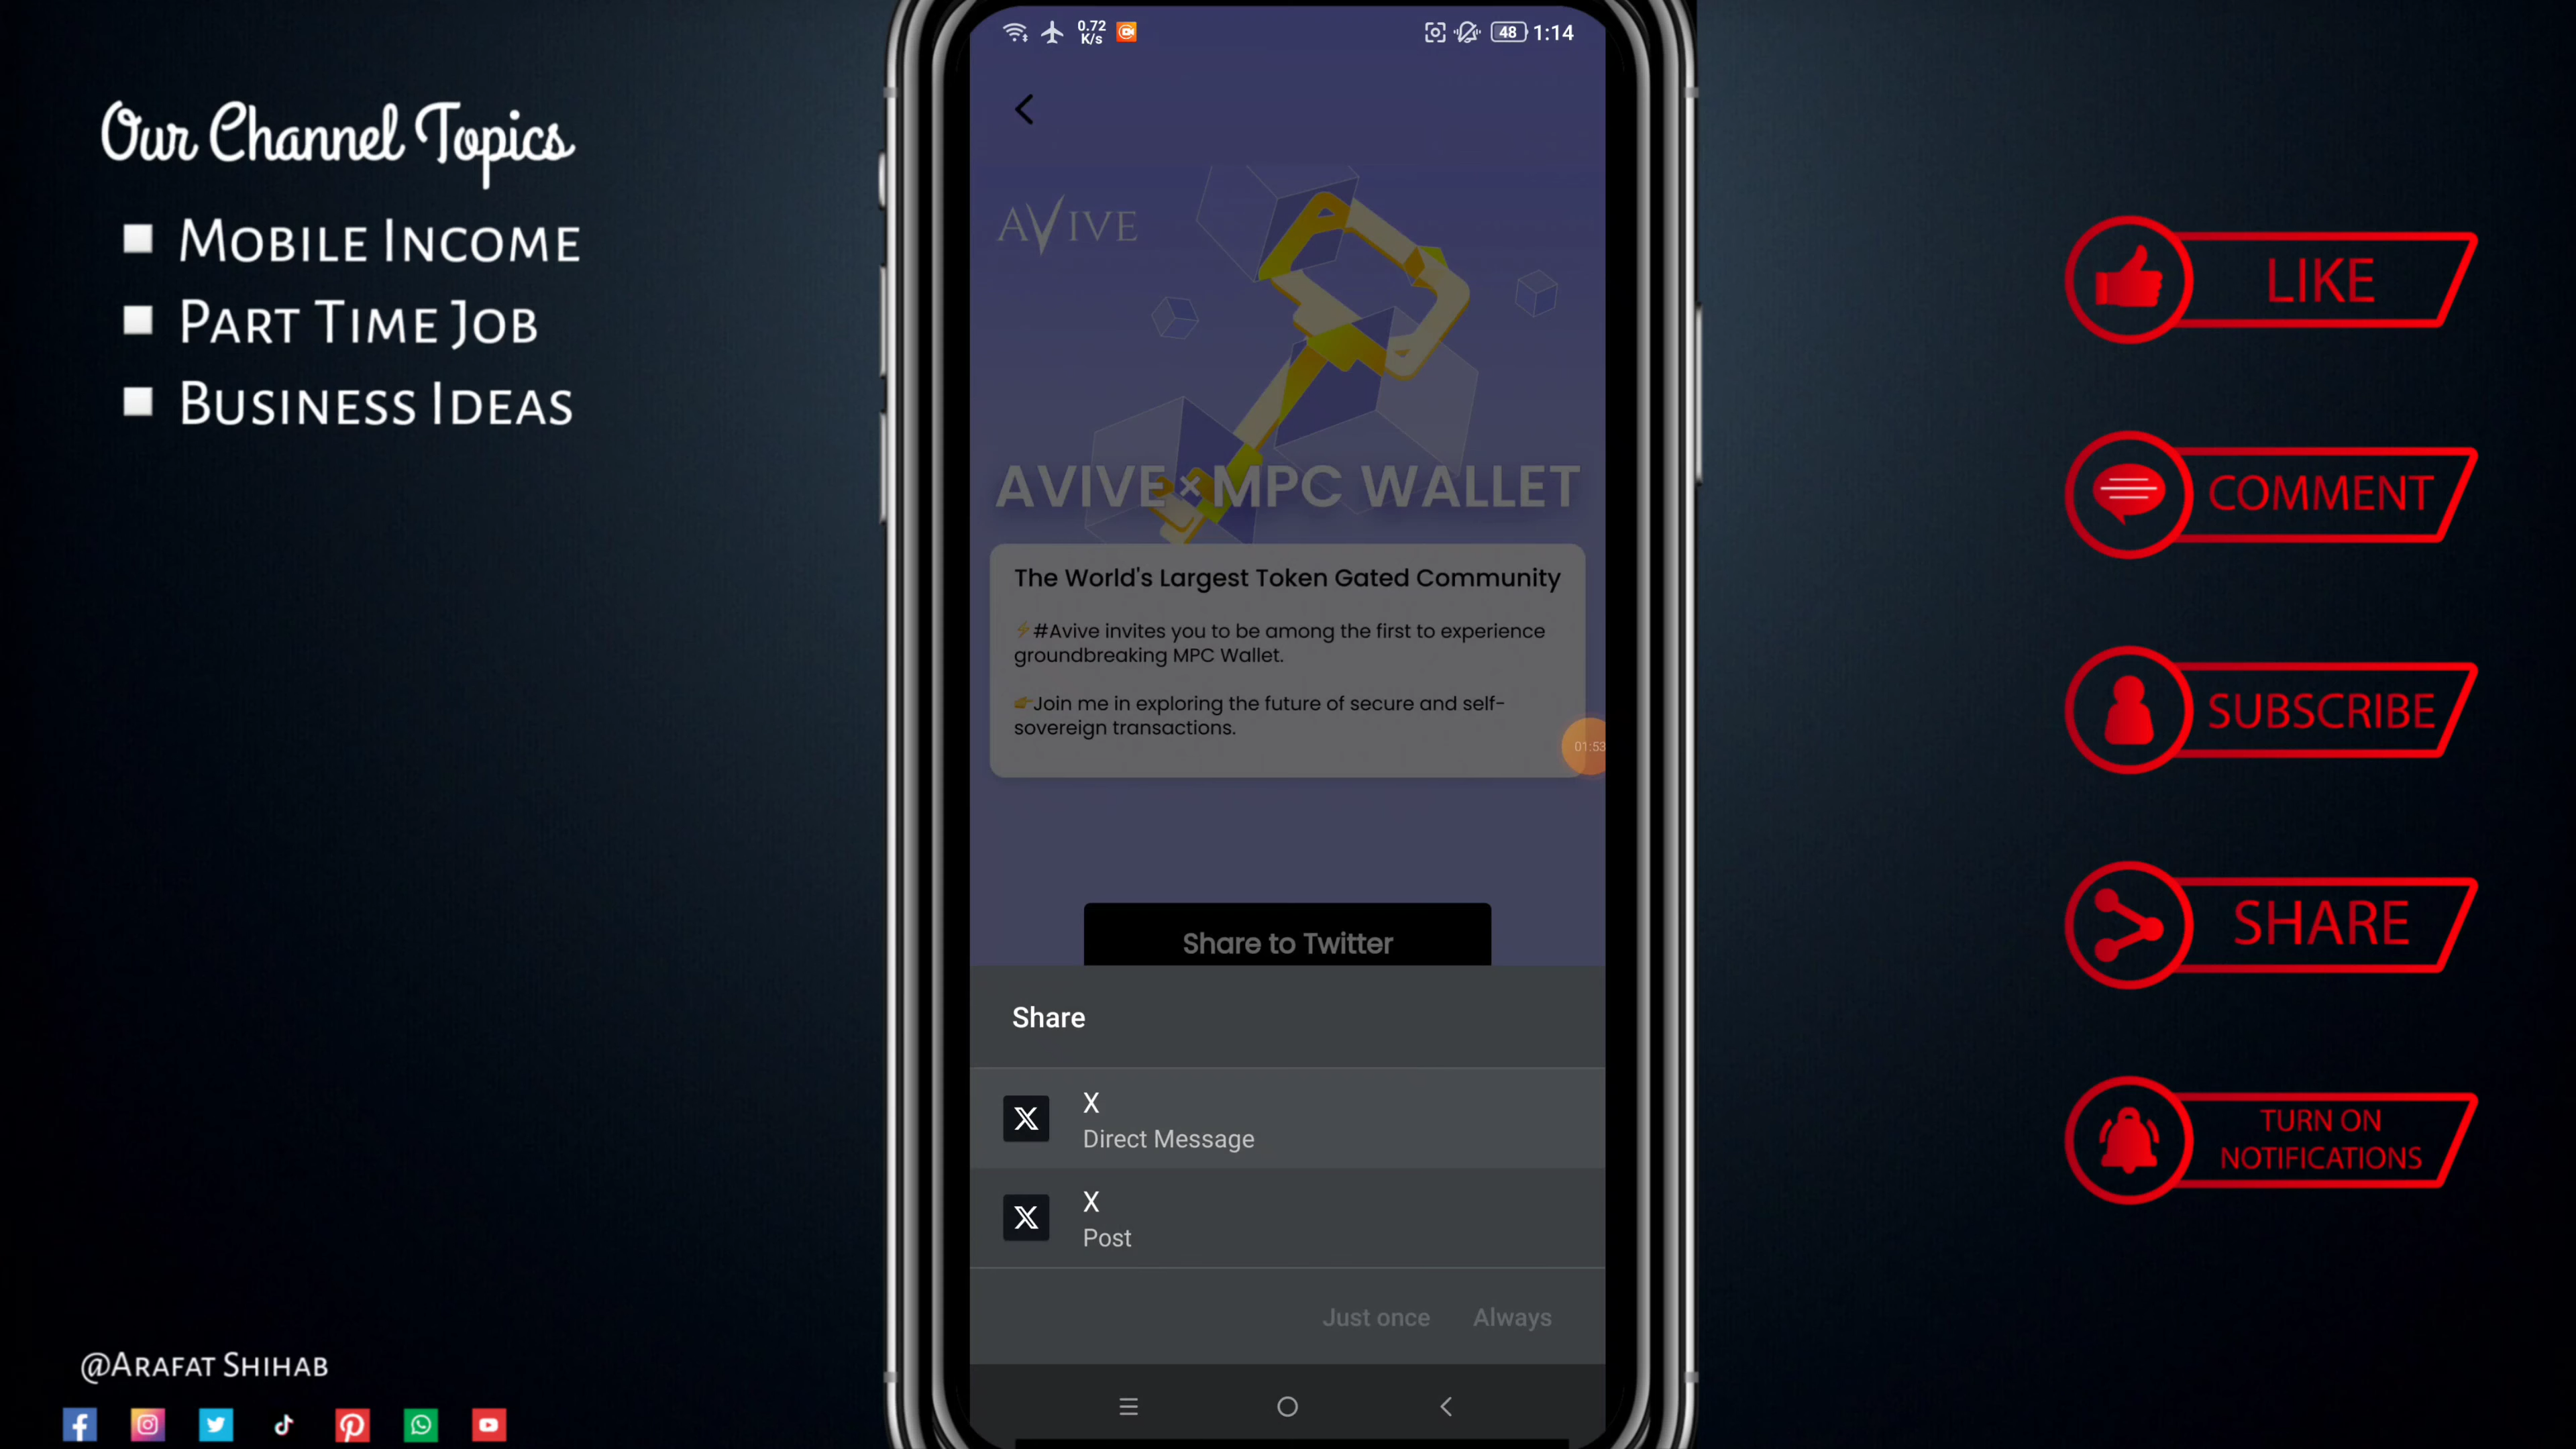 Our Channel Topics
MOBILE INCOME
PART TIME JOB
BUSINESS IDEAS
@ARAFAT SHIHAB
0.72
K/s
48
1:14
AVIVE
AVIVE × MPC WALLET
The World's Largest Token Gated Community
⚡#Avive invites you to be among the first to experience
groundbreaking MPC Wallet.
👉Join me in exploring the future of secure and self-
sovereign transactions.
01:53
Share to Twitter
Share
X
Direct Message
X
Post
Just once
Always
LIKE
COMMENT
SUBSCRIBE
SHARE
TURN ON
NOTIFICATIONS